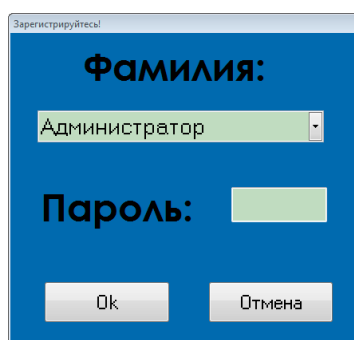 Зарегистрируйтесь!
Фамилия:
Администратор
Пароль:
Ok
Отмена